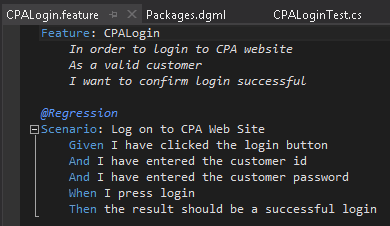 CPALogin.feature Packages.dgml CPALoginTest.cs
Feature: CPALogin
In order to login to CPA website
As a valid customer
I want to confirm login successful
@Regression
Scenario: Log on to CPA Web Site
Given I have clicked the login button
And I have entered the customer id
And I have entered the customer password
When I press login
Then the result should be a successful login